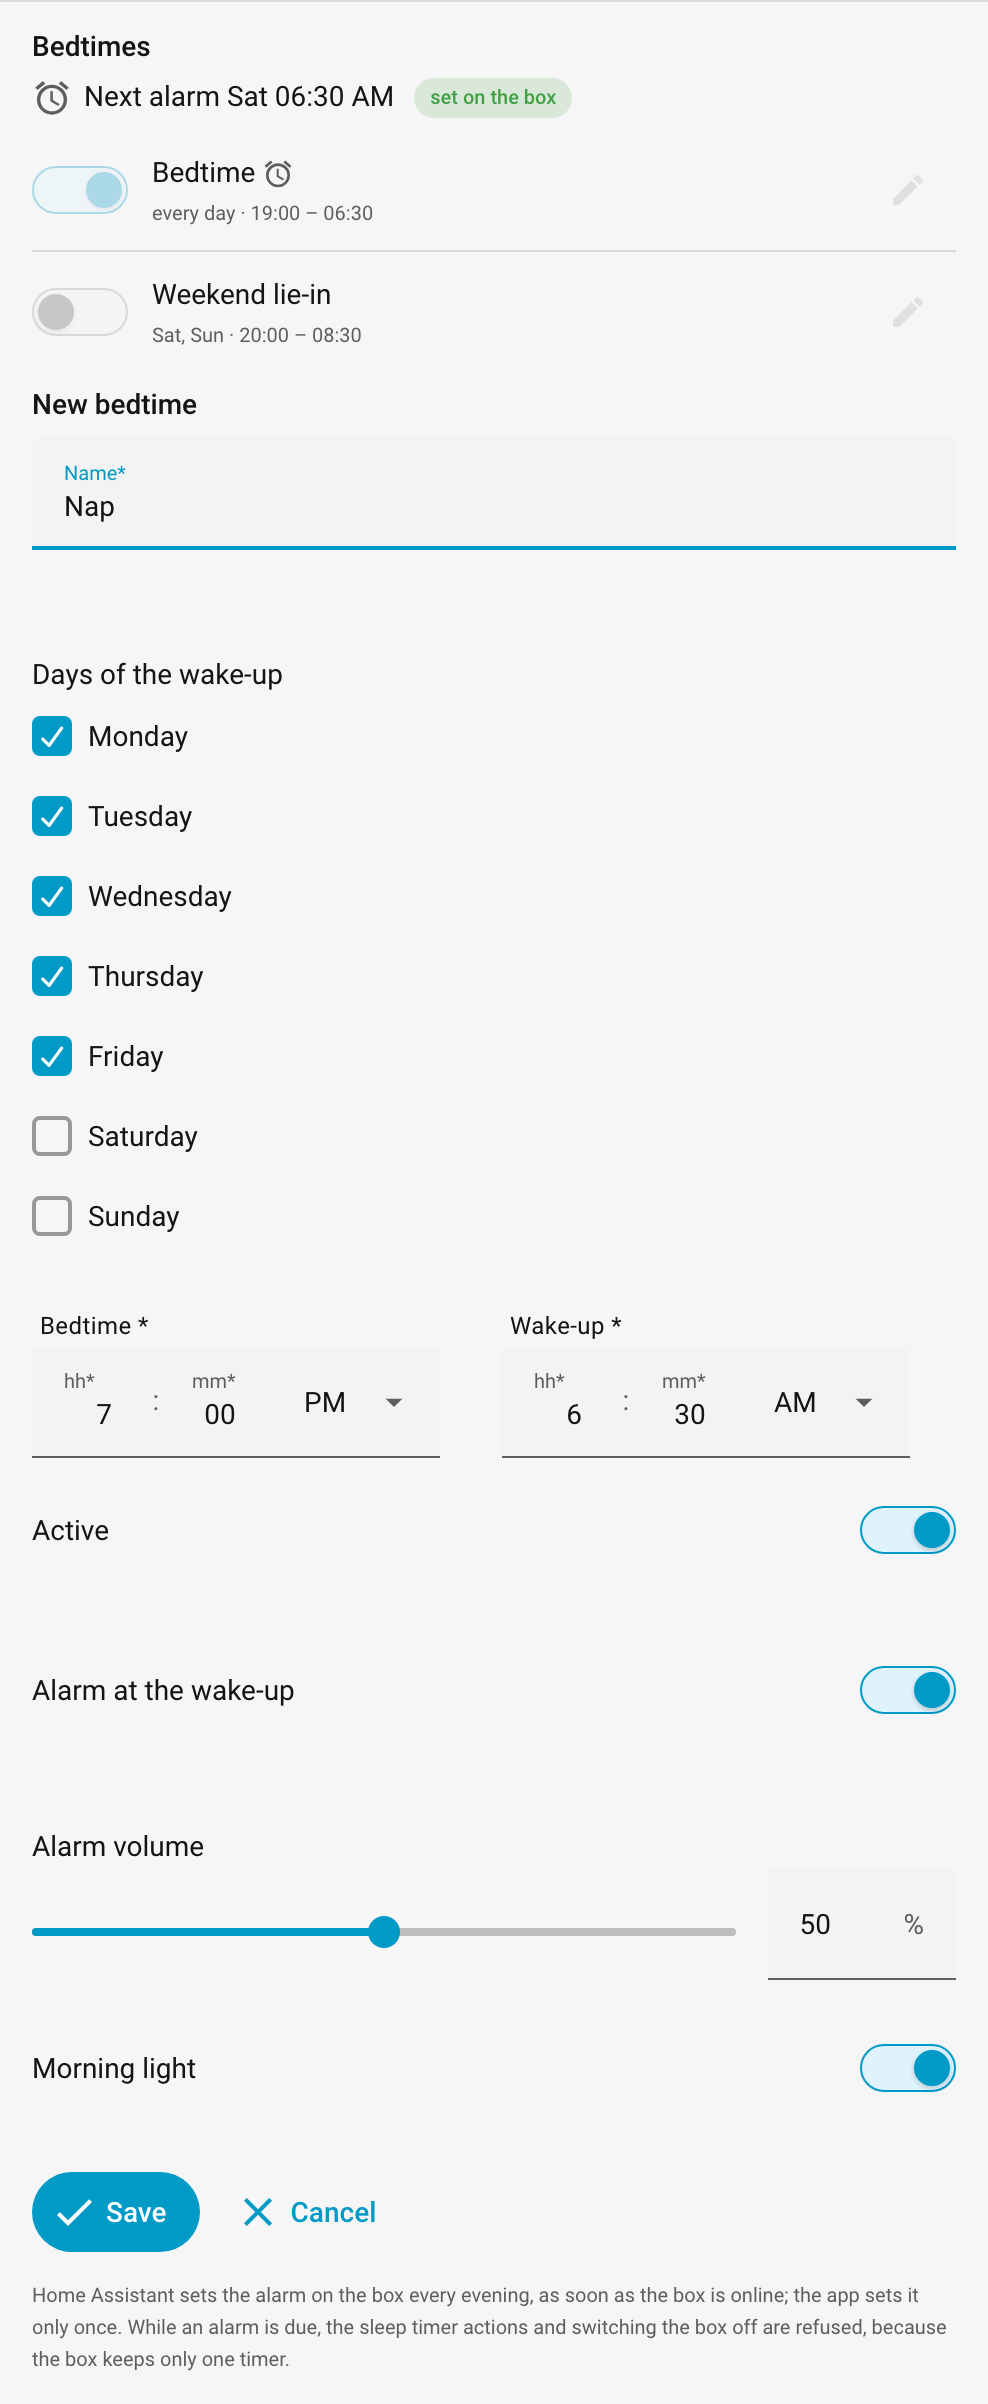 Bedtimes
Next alarm Sat 06:30 AM set on the box
Bedtime
every day · 19:00 – 06:30
Weekend lie-in
Sat, Sun · 20:00 – 08:30
New bedtime
Name*
Nap
Days of the wake-up
Monday
Tuesday
Wednesday
Thursday
Friday
Saturday
Sunday
Bedtime * Wake-up *
hh* mm* hh* mm*
7 : 00 PM 6 : 30 AM
Active
Alarm at the wake-up
Alarm volume
50 %
Morning light
Save Cancel
Home Assistant sets the alarm on the box every evening, as soon as the box is online; the app sets it
only once. While an alarm is due, the sleep timer actions and switching the box off are refused, because
the box keeps only one timer.